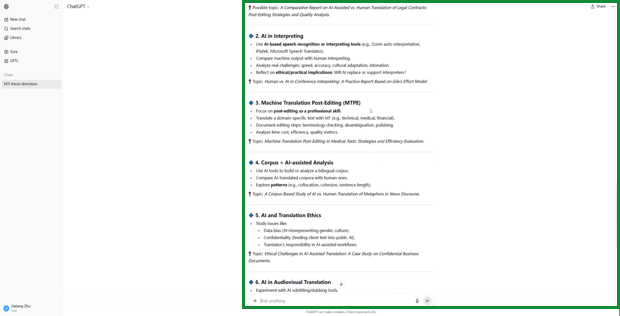 ChatGPT
Share
New chat
Search chats
Library
Sora
GPTs
Chats
MTI thesis directions
Possible topic: A Comparative Report on AI-Assisted vs. Human Translation of Legal Contracts:
Post-Editing Strategies and Quality Analysis.
2. AI in Interpreting
Use AI-based speech recognition or interpreting tools (e.g., Zoom auto-interpretation,
iFlytek, Microsoft Speech Translator).
Compare machine output with human interpreting.
Analyze real challenges: speed, accuracy, cultural adaptation, intonation.
Reflect on ethical/practical implications: Will AI replace or support interpreters?
Topic: Human vs. AI in Conference Interpreting: A Practice Report Based on Gile's Effort Model.
3. Machine Translation Post-Editing (MTPE)
Focus on post-editing as a professional skill.
Translate a domain-specific text with MT (e.g., technical, medical, financial).
Document editing steps: terminology checking, disambiguation, polishing.
Analyze time cost, efficiency, quality metrics.
Topic: Machine Translation Post-Editing in Medical Texts: Strategies and Efficiency Evaluation.
4. Corpus + AI-assisted Analysis
Use AI tools to build or analyze a bilingual corpus.
Compare AI-translated corpora with human ones.
Explore patterns (e.g., collocation, cohesion, sentence length).
Topic: A Corpus-Based Study of AI vs. Human Translation of Metaphors in News Discourse.
5. AI and Translation Ethics
Study issues like:
Data bias (AI misrepresenting gender, culture).
Confidentiality (feeding client text into public AI).
Translator's responsibility in AI-assisted workflows.
Topic: Ethical Challenges in AI-Assisted Translation: A Case Study on Confidential Business
Documents.
6. AI in Audiovisual Translation
Experiment with AI subtitling/dubbing tools.
Ask anything
Jialiang Zhu
ChatGPT can make mistakes. Check important info.